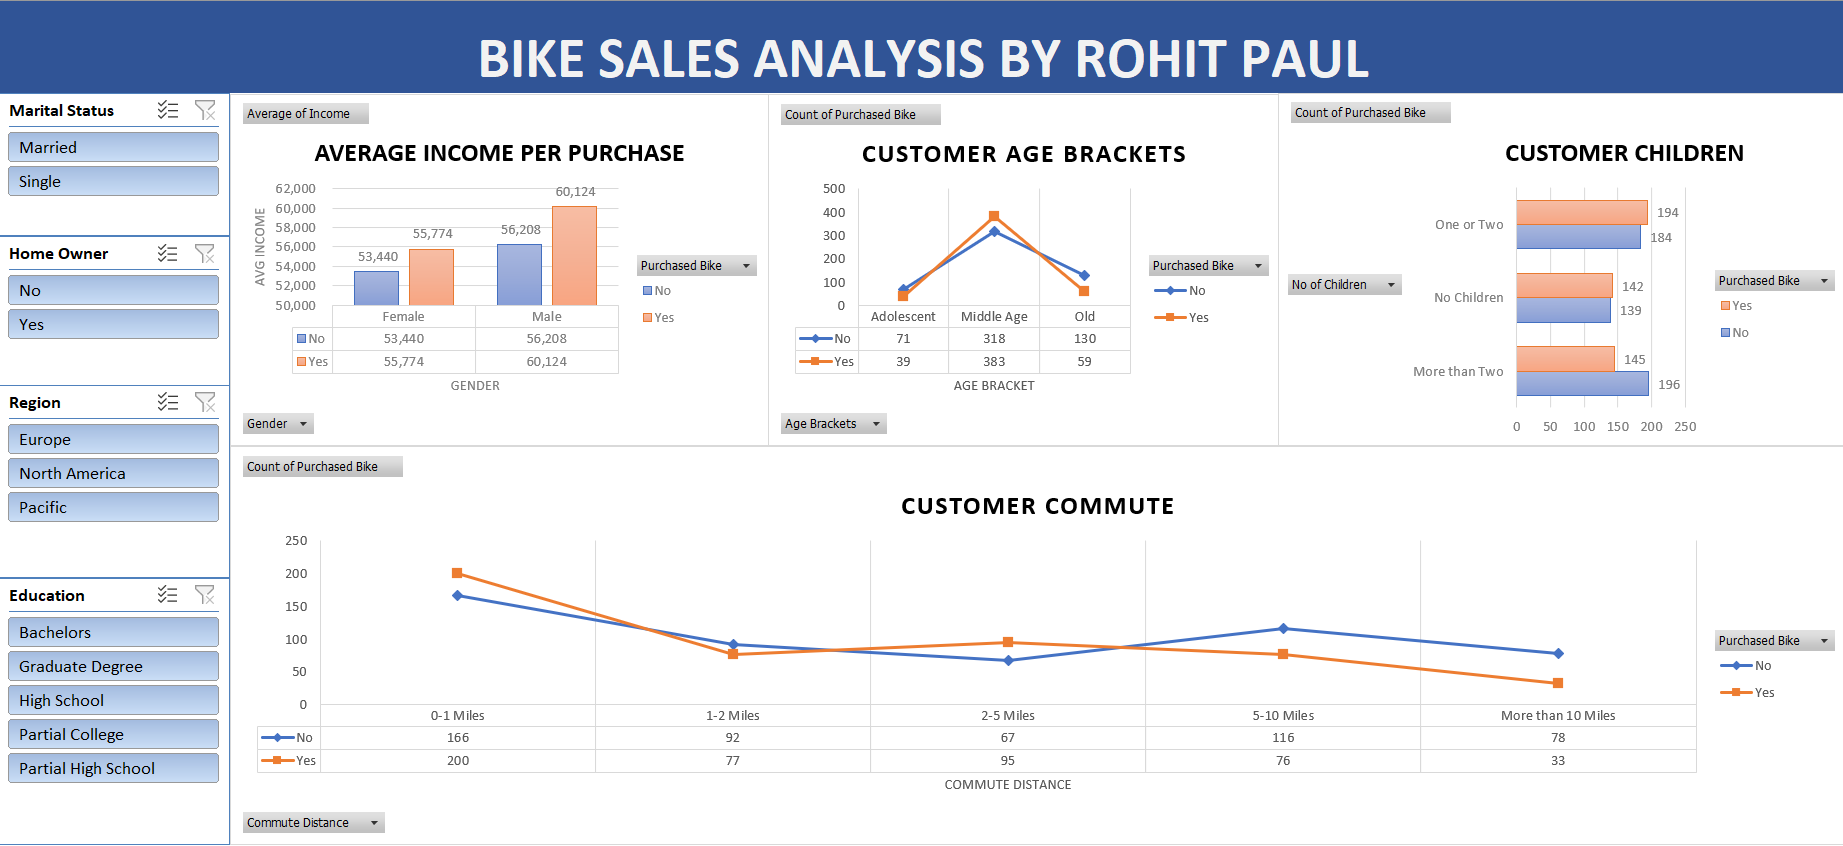 BIKE SALES ANALYSIS BY ROHIT PAUL
Marital Status
Married
Single
Home Owner
No
Yes
Region
Europe
North America
Pacific
Education
Bachelors
Graduate Degree
High School
Partial College
Partial High School
Average of Income
AVERAGE INCOME PER PURCHASE
62,000
60,000
58,000
56,000
54,000
52,000
50,000
AVG INCOME
53,440
55,774
56,208
60,124
Female Male
No 53,440 56,208
Yes 55,774 60,124
GENDER
Purchased Bike
No
Yes
Gender
Count of Purchased Bike
CUSTOMER AGE BRACKETS
500
400
300
200
100
0
Adolescent Middle Age Old
No 71 318 130
Yes 39 383 59
AGE BRACKET
Purchased Bike
No
Yes
Age Brackets
Count of Purchased Bike
CUSTOMER CHILDREN
No of Children
One or Two
194
184
No Children
142
139
More than Two
145
196
0 50 100 150 200 250
Purchased Bike
Yes
No
Count of Purchased Bike
CUSTOMER COMMUTE
250
200
150
100
50
0
0-1 Miles 1-2 Miles 2-5 Miles 5-10 Miles More than 10 Miles
No 166 92 67 116 78
Yes 200 77 95 76 33
COMMUTE DISTANCE
Purchased Bike
No
Yes
Commute Distance